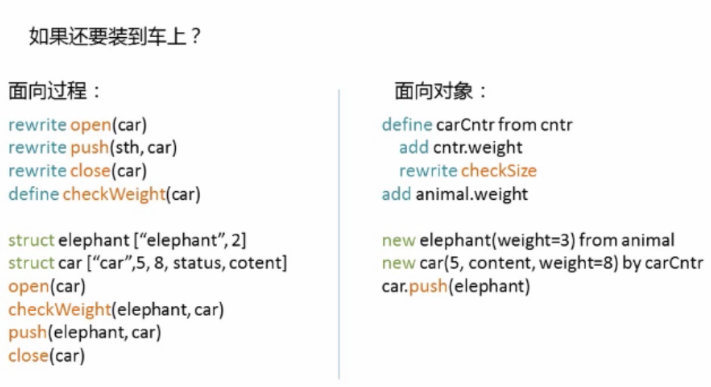 如果还要装到车上？
面向过程：
rewrite open(car)
rewrite push(sth, car)
rewrite close(car)
define checkWeight(car)
struct elephant [“elephant”, 2]
struct car [“car”,5, 8, status, cotent]
open(car)
checkWeight(elephant, car)
push(elephant, car)
close(car)
面向对象：
define carCntr from cntr
add cntr.weight
rewrite checkSize
add animal.weight
new elephant(weight=3) from animal
new car(5, content, weight=8) by carCntr
car.push(elephant)